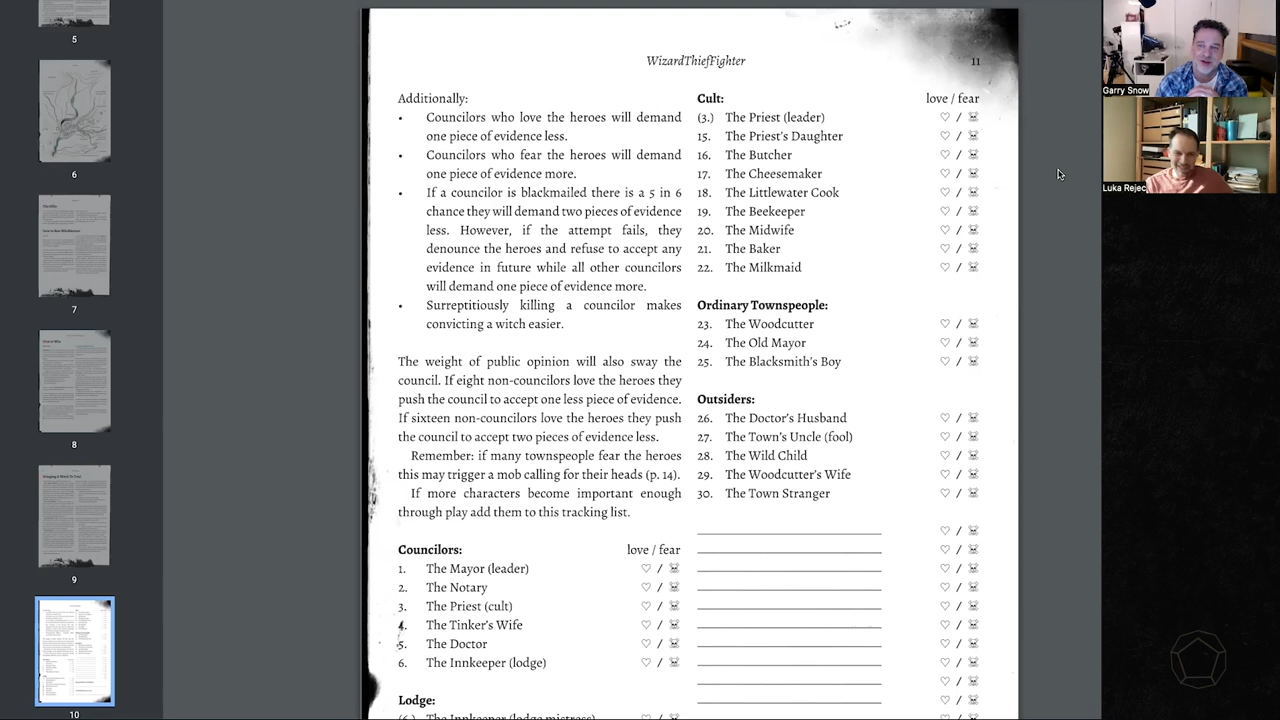 5
6
7
8
9
10
WizardThiefFighter
11
Additionally:
• Councilors who love the heroes will demand
one piece of evidence less.
• Councilors who fear the heroes will demand
one piece of evidence more.
• If a councilor is blackmailed there is a 5 in 6
chance they will demand two pieces of evidence
less. However, if the attempt fails, they
denounce the heroes and refuse to accept any
evidence in future while all other councilors
will demand one piece of evidence more.
• Surreptitiously killing a councilor makes
convicting a witch easier.
The weight of public opinion will also sway the
council. If eight non-councilors love the heroes they
push the council to accept one less piece of evidence.
If sixteen non-councilors love the heroes they push
the council to accept two pieces of evidence less.
Remember: if many townspeople fear the heroes
this may trigger a mob calling for their heads (p. 14).
If more characters become important enough
through play add them to this tracking list.
Councilors: love / fear
1. The Mayor (leader) ♡ / ☠
2. The Notary ♡ / ☠
3. The Priest (cult) ♡ / ☠
4. The Tinker's Wife ♡ / ☠
5. The Doctor ♡ / ☠
6. The Innkeeper (lodge) ♡ / ☠
Lodge:
(6.) The Innkeeper (lodge mistress)
Cult: love / fear
(3.) The Priest (leader) ♡ / ☠
15. The Priest's Daughter ♡ / ☠
16. The Butcher ♡ / ☠
17. The Cheesemaker ♡ / ☠
18. The Littlewater Cook ♡ / ☠
19. The Beekeeper ♡ / ☠
20. The Midwife ♡ / ☠
21. The Baker ♡ / ☠
22. The Milkmaid ♡ / ☠
Ordinary Townspeople:
23. The Woodcutter ♡ / ☠
24. The Old Mayor ♡ / ☠
25. The Blacksmith's Boy ♡ / ☠
Outsiders:
26. The Doctor's Husband ♡ / ☠
27. The Town's Uncle (fool) ♡ / ☠
28. The Wild Child ♡ / ☠
29. The Woodcutter's Wife ♡ / ☠
30. The Town Stranger ♡ / ☠
♡ / ☠
♡ / ☠
♡ / ☠
♡ / ☠
♡ / ☠
♡ / ☠
♡ / ☠
♡ / ☠
♡ / ☠
♡ / ☠
Garry Snow
Luka Rejec